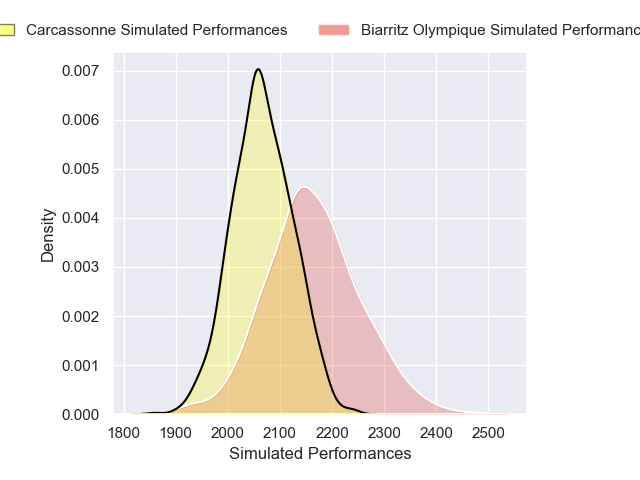 Carcassonne Simulated Performances
Biarritz Olympique Simulated Performanc
0.007
0.006
0.005
0.004
0.003
0.002
0.001
0.000
Density
1800 1900 2000 2100 2200 2300 2400 2500
Simulated Performances